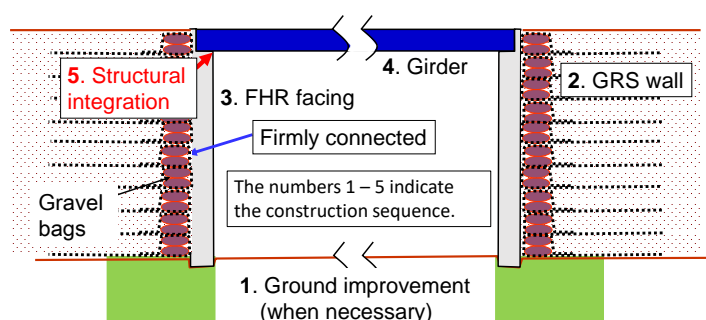 5. Structural
integration
4. Girder
2. GRS wall
3. FHR facing
Firmly connected
The numbers 1 – 5 indicate
the construction sequence.
Gravel
bags
1. Ground improvement
(when necessary)